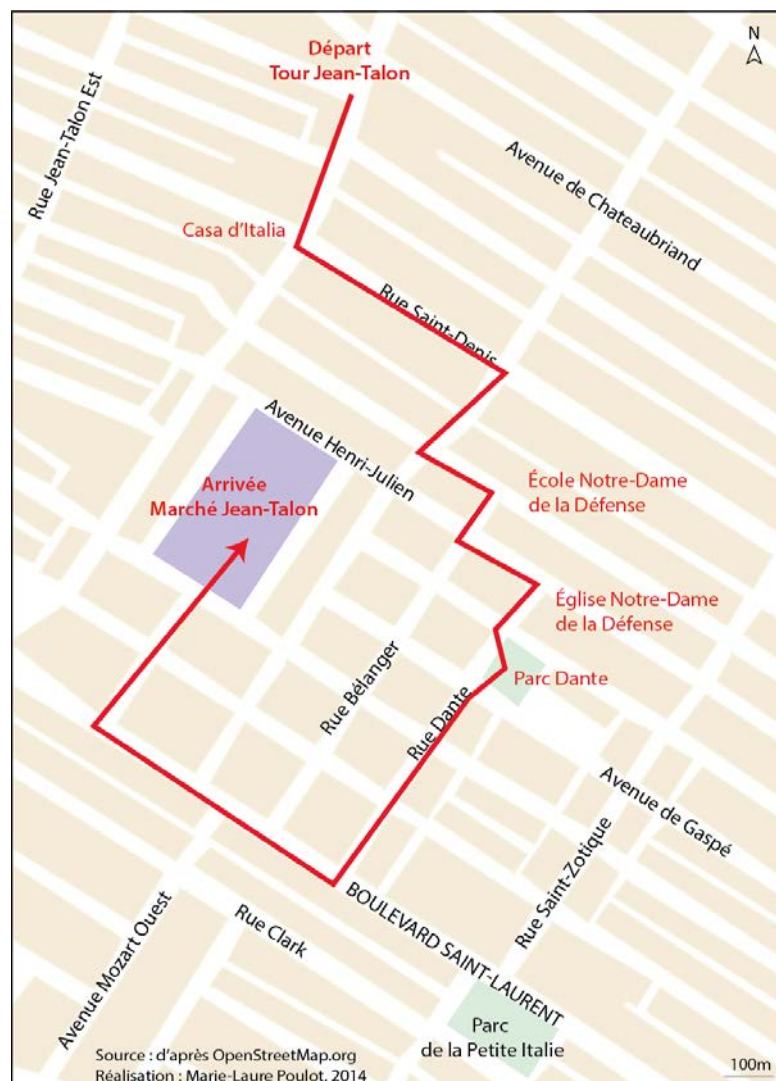 Départ
Tour Jean-Talon
N
Rue Jean-Talon Est
Avenue de Chateaubriand
Casa d'Italia
Rue Saint-Denis
Avenue Henri-Julien
Arrivée
Marché Jean-Talon
École Notre-Dame
de la Défense
Église Notre-Dame
de la Défense
Parc Dante
Rue Bélanger
Rue Dante
Avenue de Gaspé
Rue Saint-Zotique
BOULEVARD SAINT-LAURENT
Rue Clark
Avenue Mozart Ouest
Parc
de la Petite Italie
Source : d'après OpenStreetMap.org
Réalisation : Marie-Laure Poulot, 2014
100m